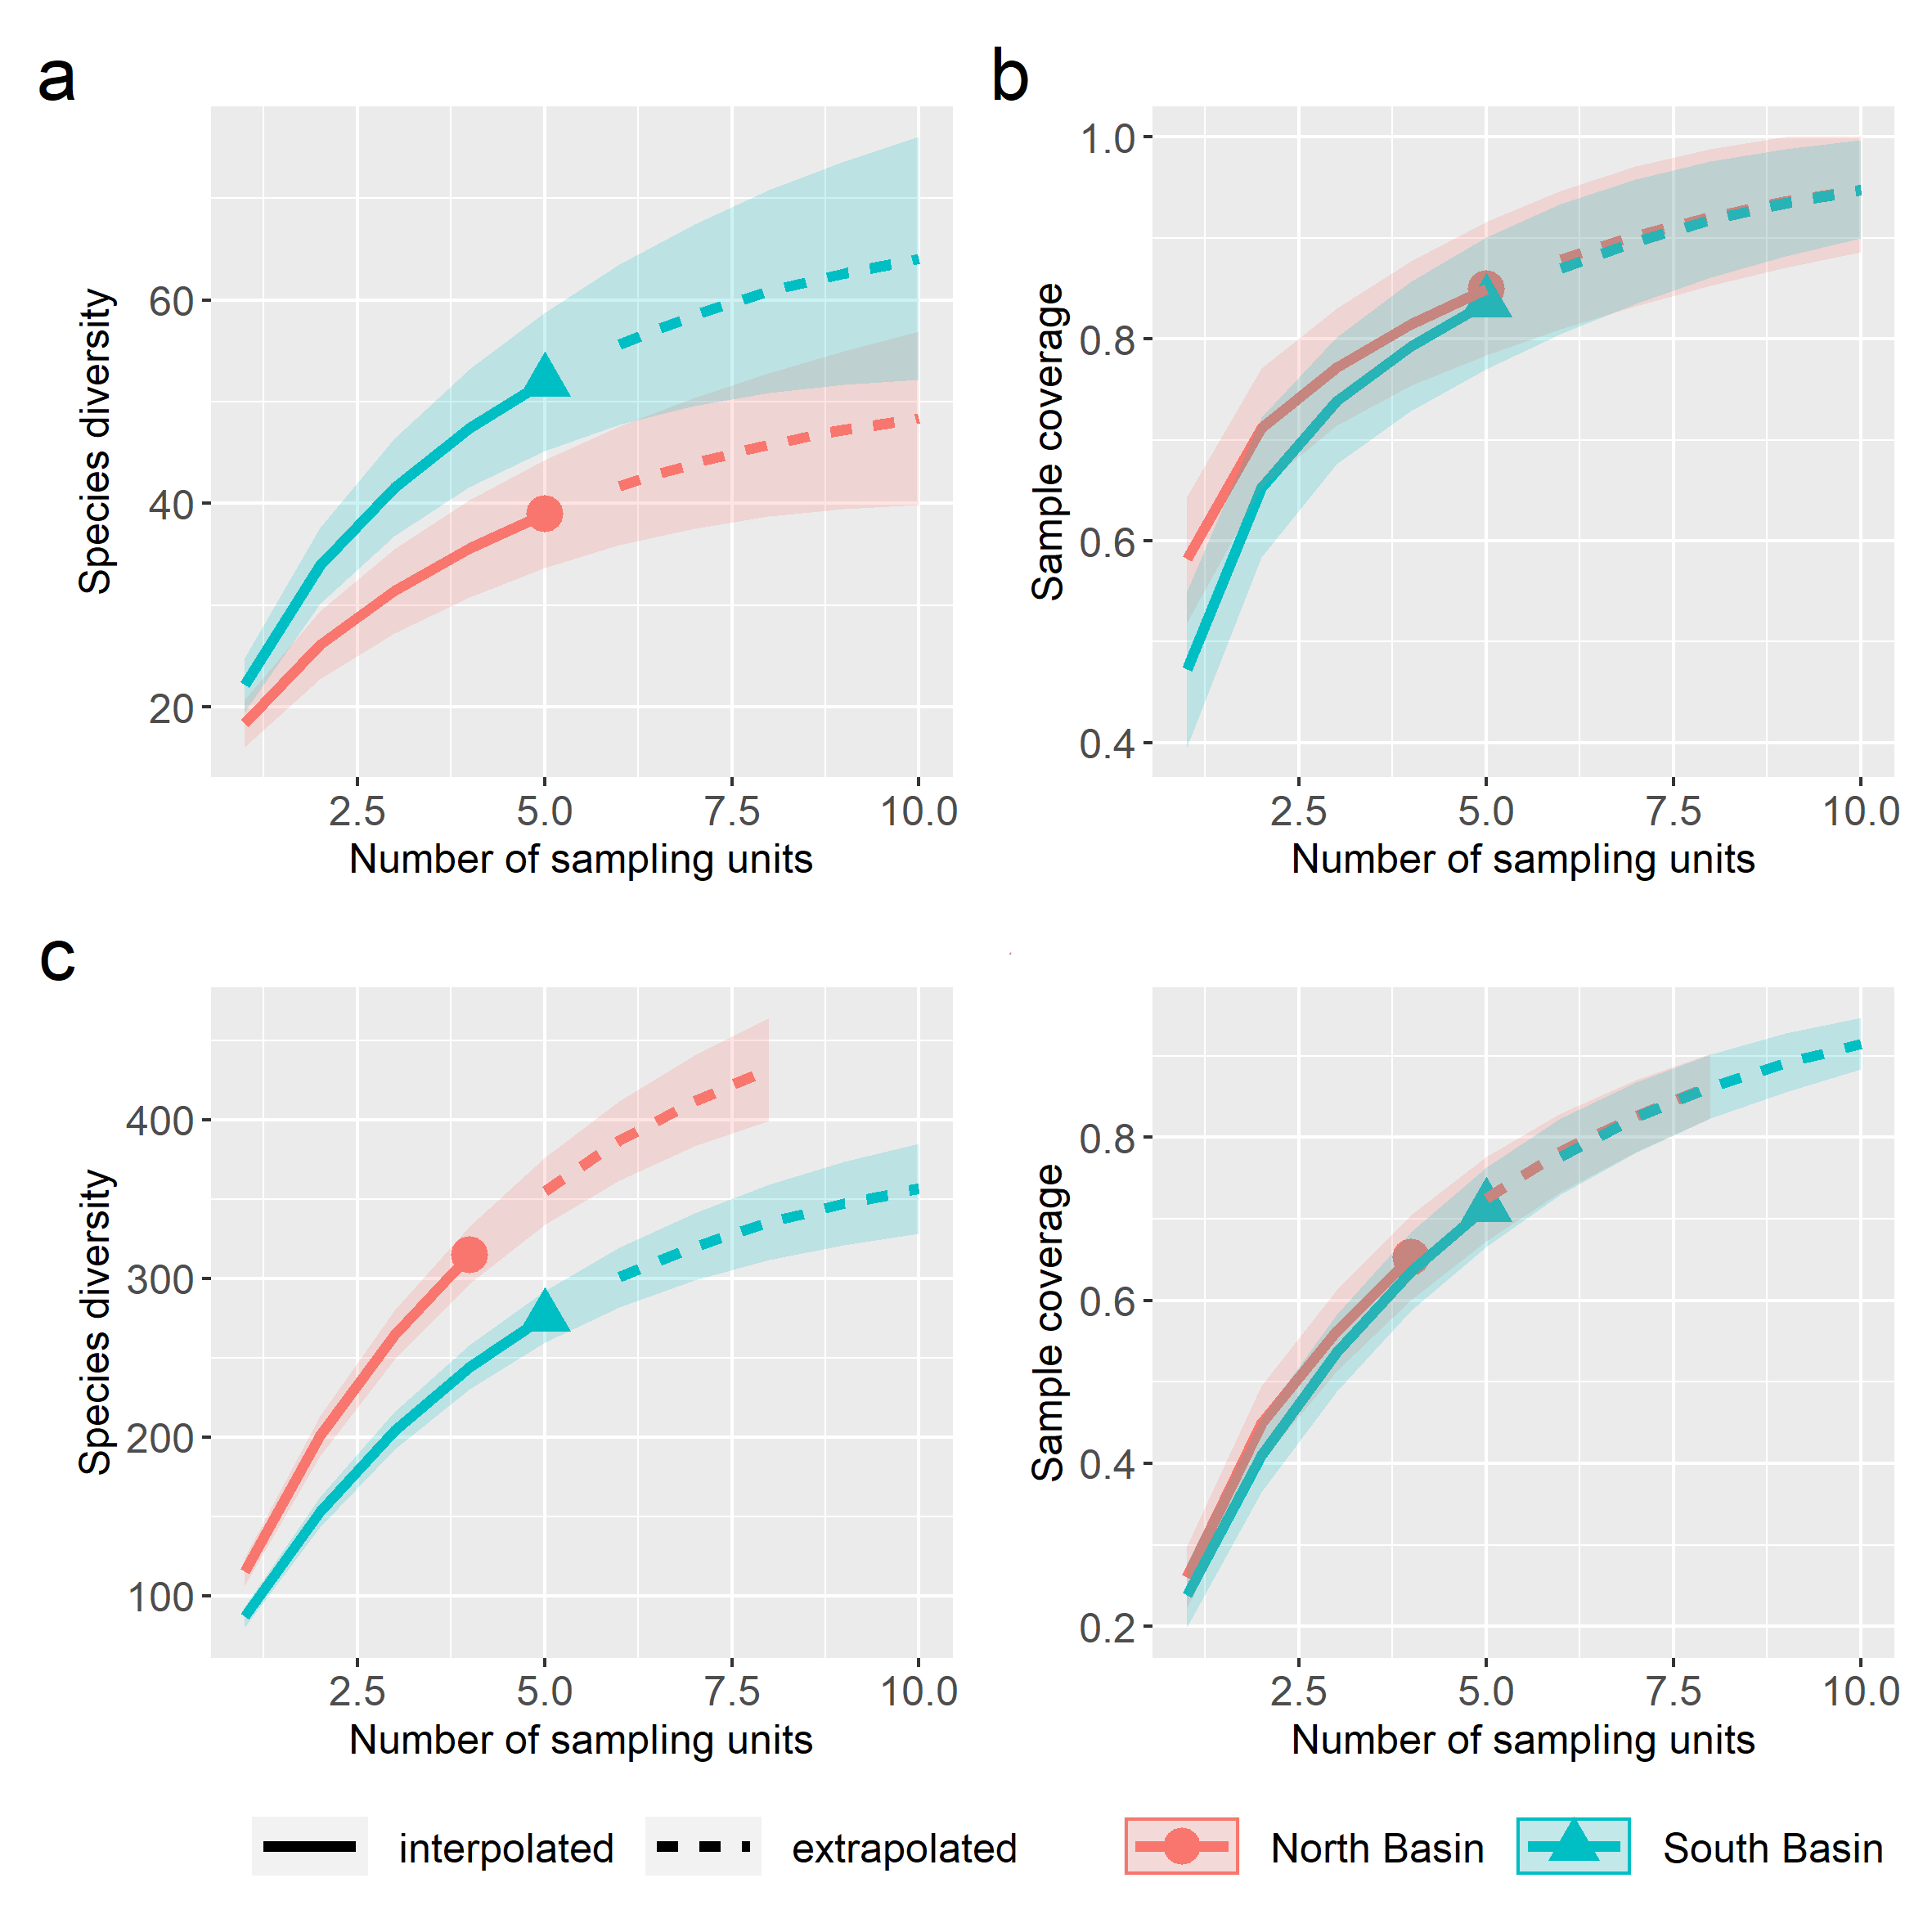 a
b
Species diversity
60
40
20
2.5 5.0 7.5 10.0
Number of sampling units
Sample coverage
1.0
0.8
0.6
0.4
2.5 5.0 7.5 10.0
Number of sampling units
c
Species diversity
400
300
200
100
2.5 5.0 7.5 10.0
Number of sampling units
Sample coverage
0.8
0.6
0.4
0.2
2.5 5.0 7.5 10.0
Number of sampling units
interpolated extrapolated North Basin South Basin